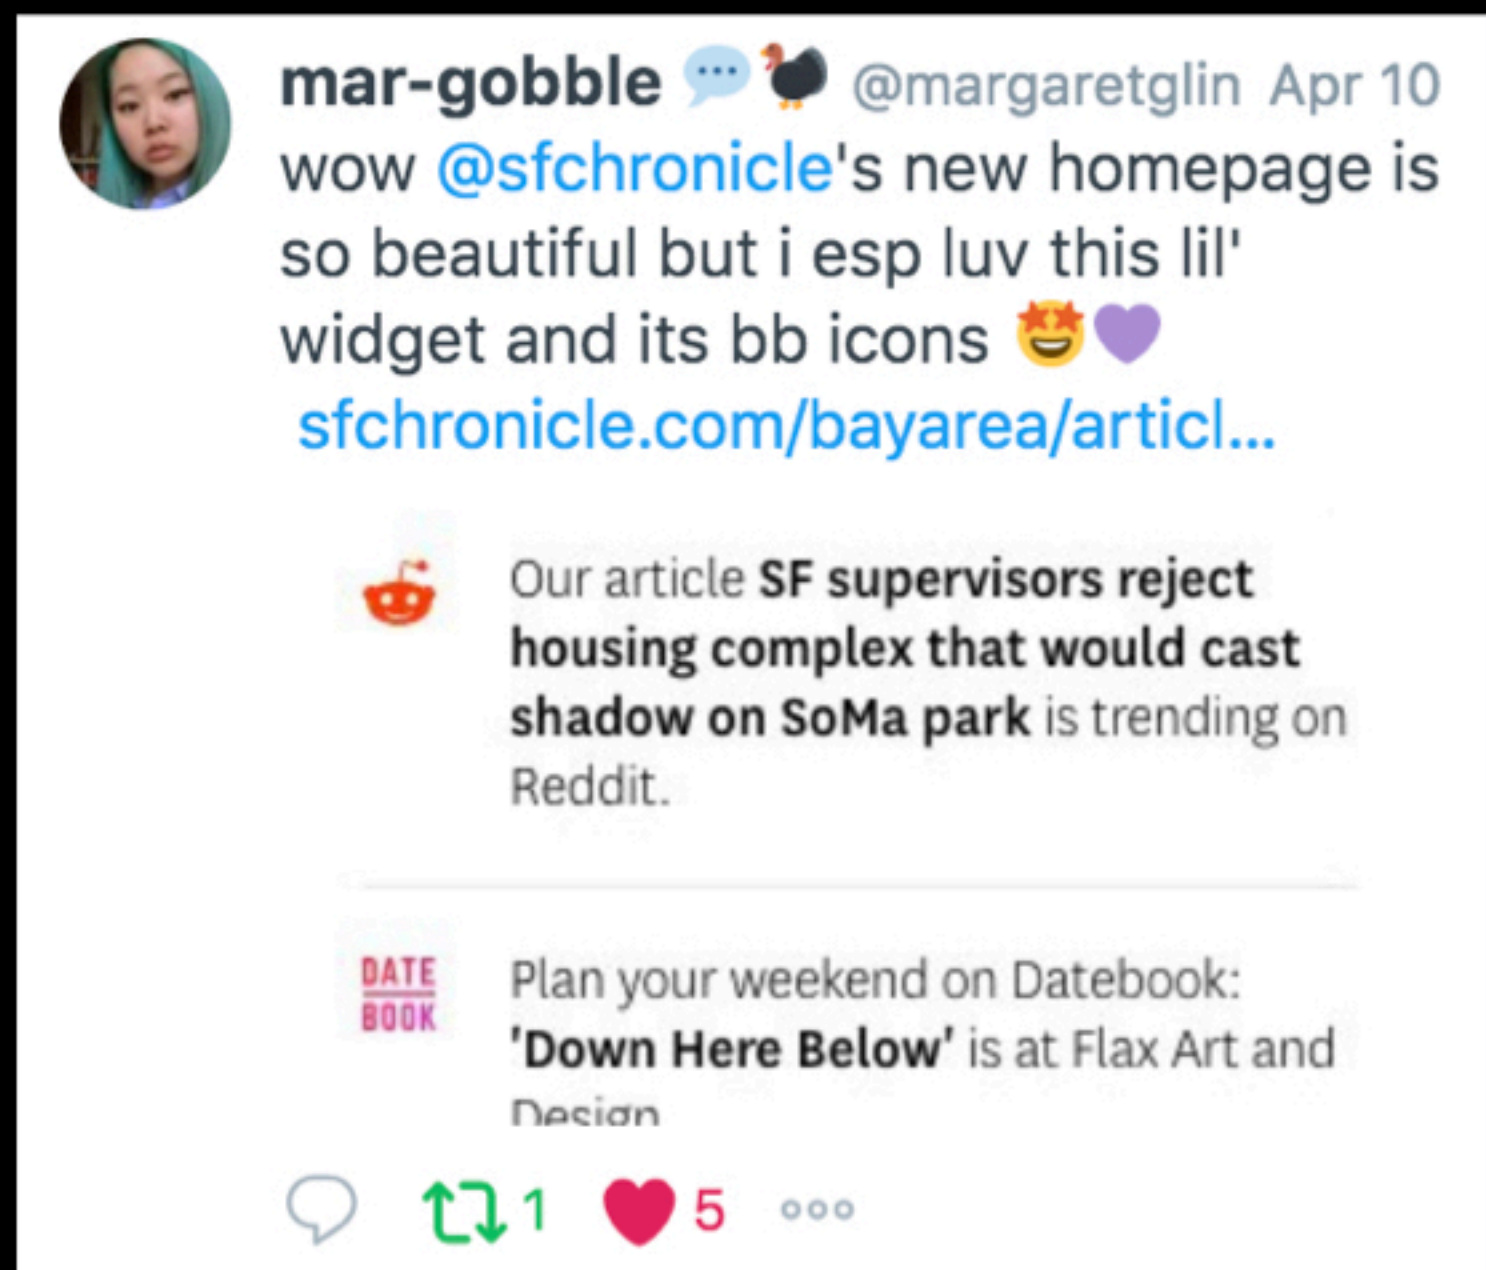 mar-gobble 💬🦃 @margaretglin Apr 10
wow @sfchronicle's new homepage is
so beautiful but i esp luv this lil'
widget and its bb icons 🤩💜
sfchronicle.com/bayarea/articl...
Our article SF supervisors reject
housing complex that would cast
shadow on SoMa park is trending on
Reddit.
DATE
BOOK
Plan your weekend on Datebook:
'Down Here Below' is at Flax Art and
Design
1 5